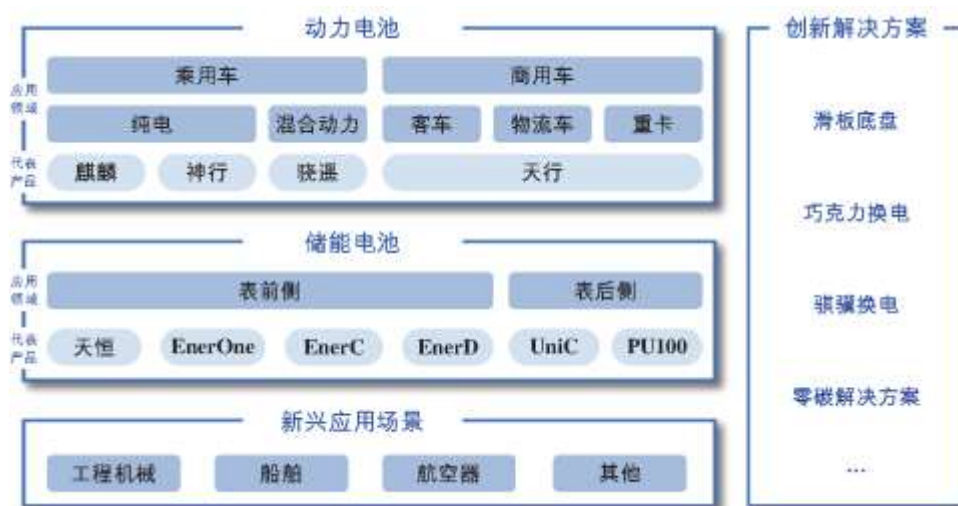 动力电池
应用领域
乘用车 商用车
纯电 混合动力 客车 物流车 重卡
代表产品
麒麟 神行 骁遥 天行
储能电池
应用领域
表前侧 表后侧
代表产品
天恒 EnerOne EnerC EnerD UniC PU100
新兴应用场景
工程机械 船舶 航空器 其他
创新解决方案
滑板底盘
巧克力换电
骐骥换电
零碳解决方案
…